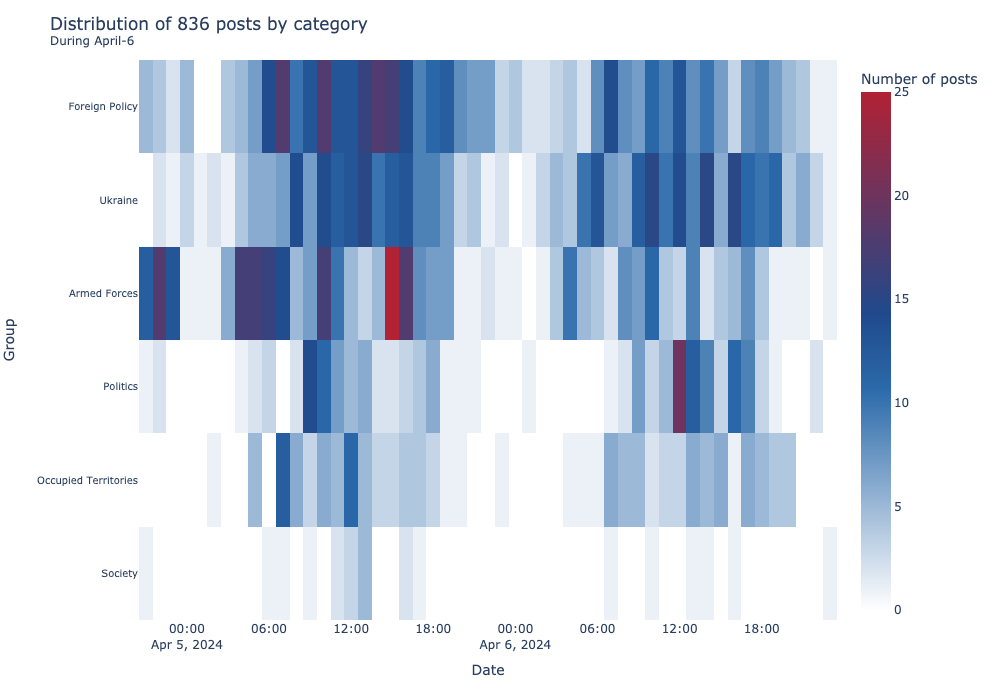 Distribution of 836 posts by category
During April-6
Number of posts
25
20
15
10
5
0
Group
Foreign Policy
Ukraine
Armed Forces
Politics
Occupied Territories
Society
00:00
Apr 5, 2024
06:00
12:00
18:00
00:00
Apr 6, 2024
06:00
12:00
18:00
Date